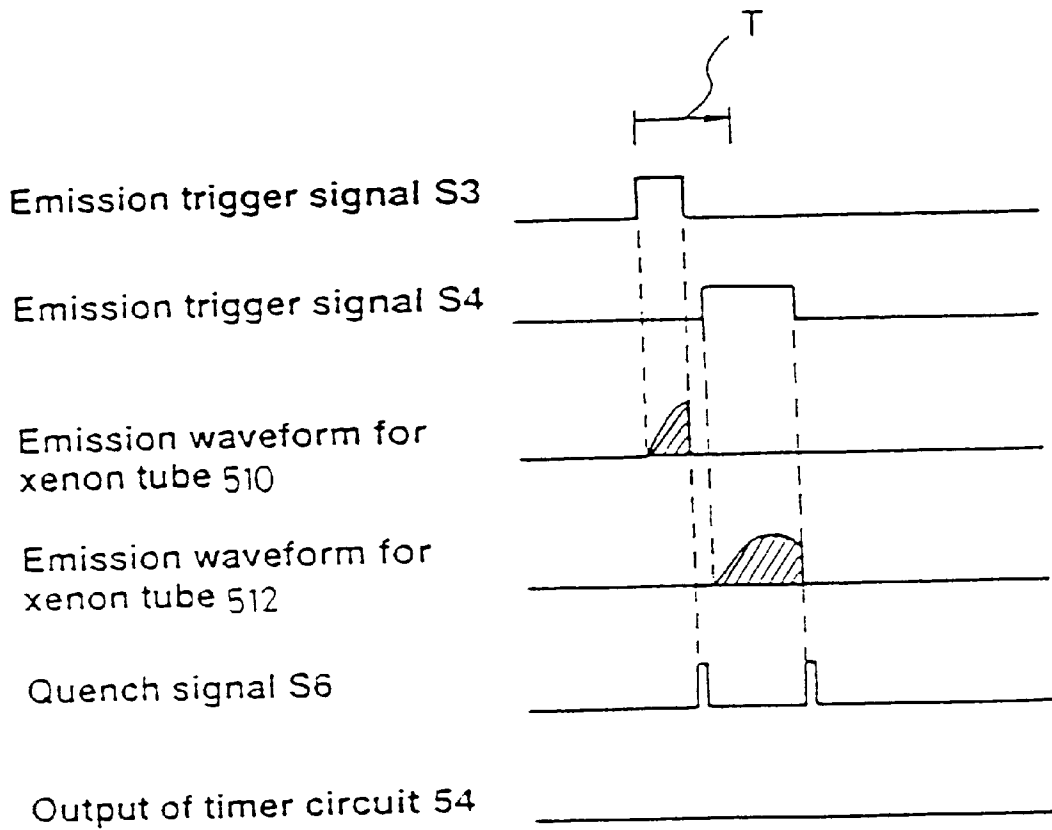 T
Emission trigger signal S3
Emission trigger signal S4
Emission waveform for
xenon tube 510
Emission waveform for
xenon tube 512
Quench signal S6
Output of timer circuit 54